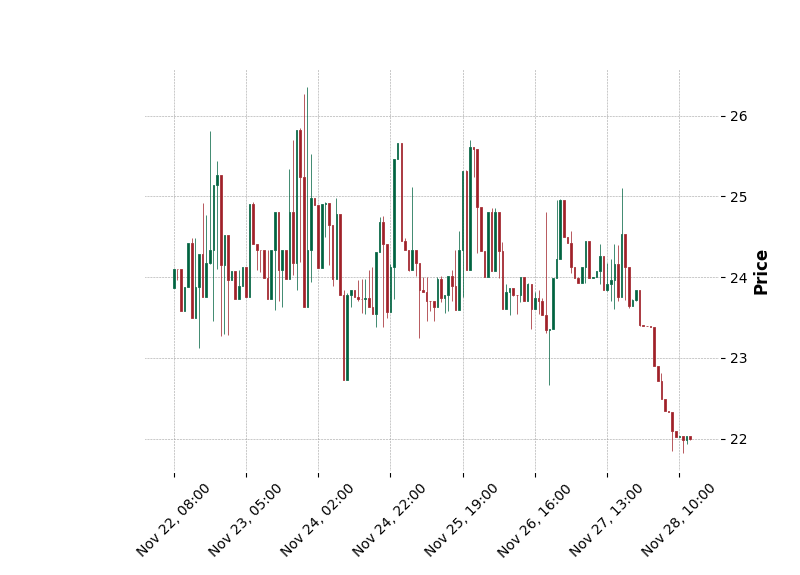 26
25
24
23
22
Price
Nov 22, 08:00
Nov 23, 05:00
Nov 24, 02:00
Nov 24, 22:00
Nov 25, 19:00
Nov 26, 16:00
Nov 27, 13:00
Nov 28, 10:00